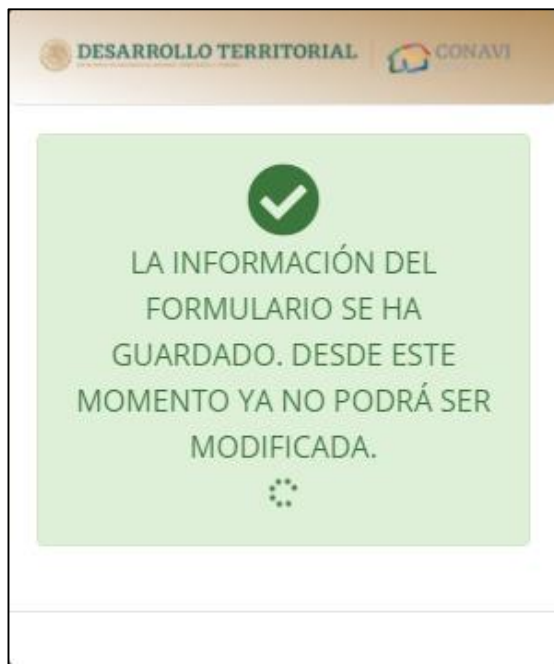 DESARROLLO TERRITORIAL
CONAVI
LA INFORMACIÓN DEL
FORMULARIO SE HA
GUARDADO. DESDE ESTE
MOMENTO YA NO PODRÁ SER
MODIFICADA.